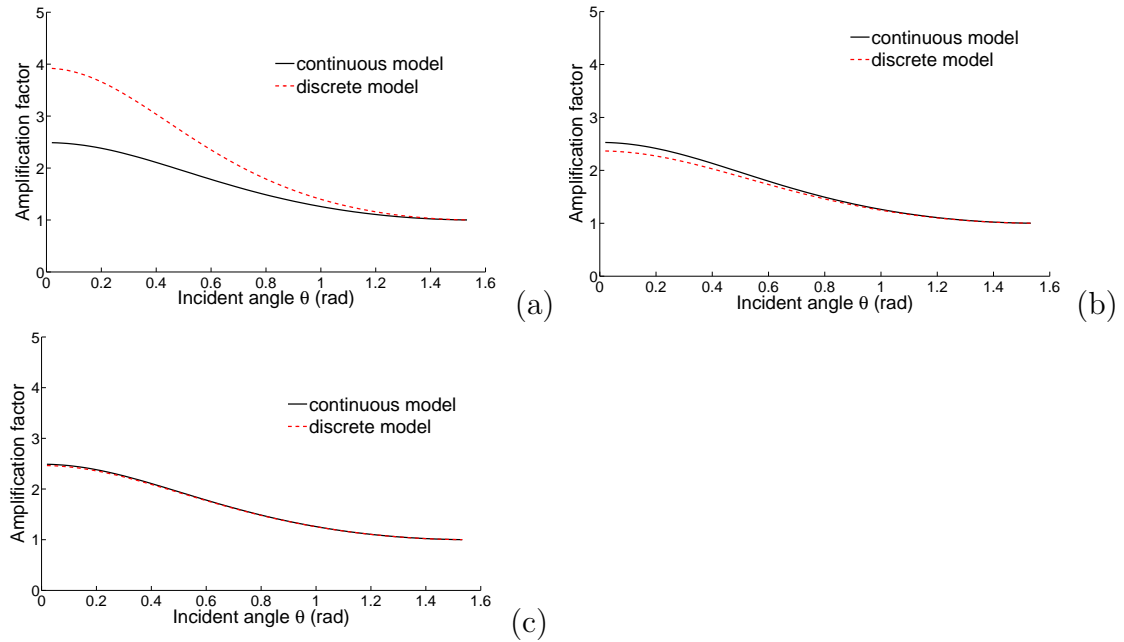 5
4
3
2
1
0
Amplification factor
continuous model
discrete model
0 0.2 0.4 0.6 0.8 1 1.2 1.4 1.6
Incident angle θ (rad)
(a)
5
4
3
2
1
0
Amplification factor
continuous model
discrete model
0 0.2 0.4 0.6 0.8 1 1.2 1.4 1.6
Incident angle θ (rad)
(b)
5
4
3
2
1
0
Amplification factor
continuous model
discrete model
0 0.2 0.4 0.6 0.8 1 1.2 1.4 1.6
Incident angle θ (rad)
(c)